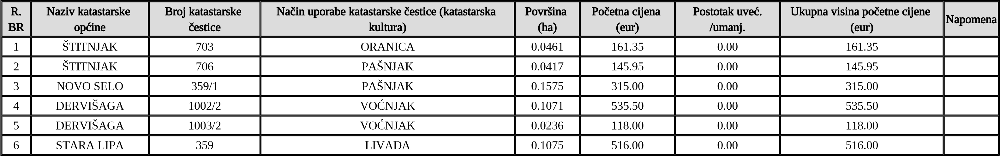 R. BR Naziv katastarske općine Broj katastarske čestice Način uporabe katastarske čestice (katastarska kultura) Površina (ha) Početna cijena (eur) Postotak uveć. /umanj. Ukupna visina početne cijene (eur) Napomena
1 ŠTITNJAK 703 ORANICA 0.0461 161.35 0.00 161.35
2 ŠTITNJAK 706 PAŠNJAK 0.0417 145.95 0.00 145.95
3 NOVO SELO 359/1 PAŠNJAK 0.1575 315.00 0.00 315.00
4 DERVIŠAGA 1002/2 VOĆNJAK 0.1071 535.50 0.00 535.50
5 DERVIŠAGA 1003/2 VOĆNJAK 0.0236 118.00 0.00 118.00
6 STARA LIPA 359 LIVADA 0.1075 516.00 0.00 516.00